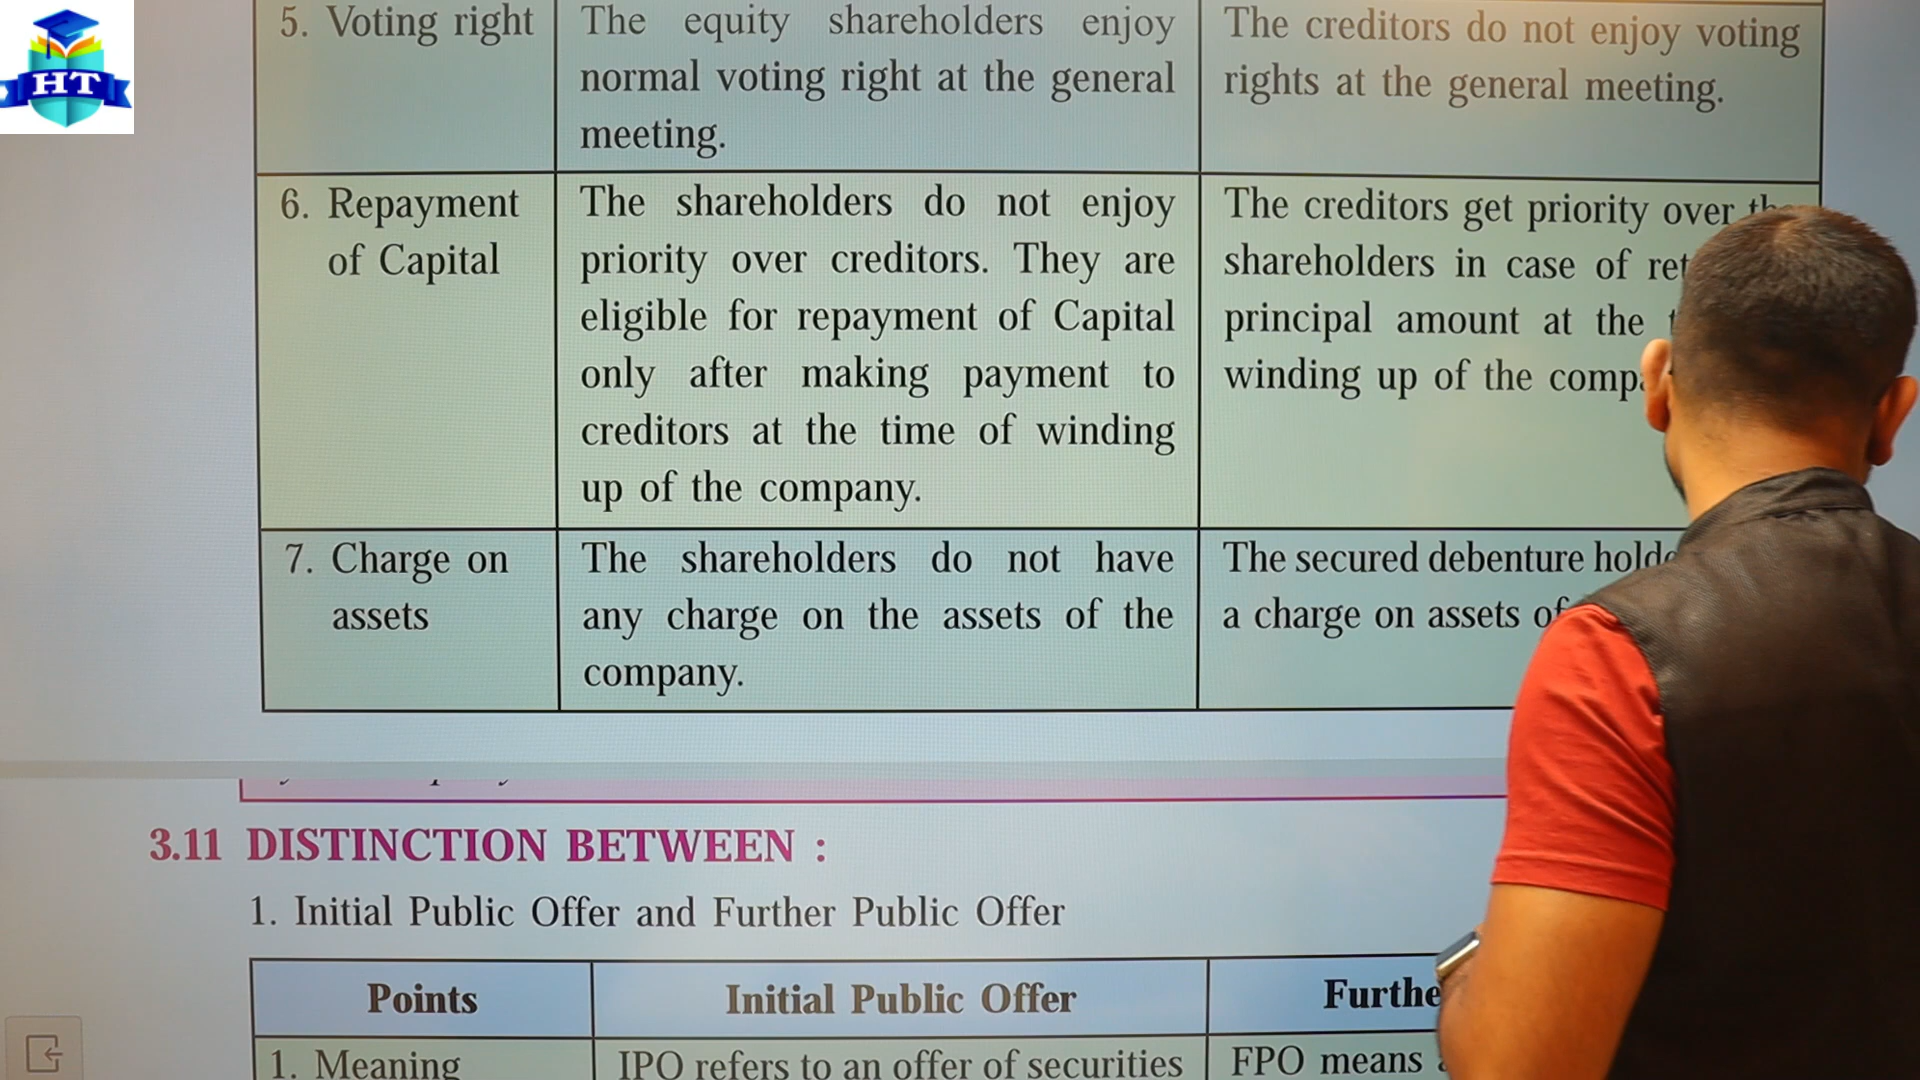 HT
5. Voting right
The equity shareholders enjoy
normal voting right at the general
meeting.
The creditors do not enjoy voting
rights at the general meeting.
6. Repayment
of Capital
The shareholders do not enjoy
priority over creditors. They are
eligible for repayment of Capital
only after making payment to
creditors at the time of winding
up of the company.
The creditors get priority over
shareholders in case of
principal amount at the
winding up of the
7. Charge on
assets
The shareholders do not have
any charge on the assets of the
company.
The secured debenture
a charge on assets of
3.11 DISTINCTION BETWEEN :
1. Initial Public Offer and Further Public Offer
Points
Initial Public Offer
1. Meaning
IPO refers to an offer of securities
FPO means